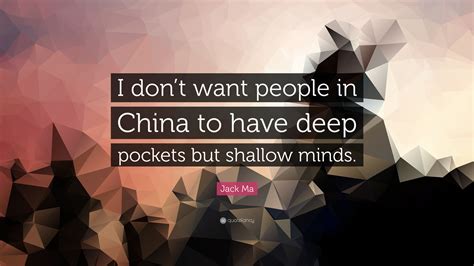 I don’t want people in
China to have deep
pockets but shallow minds.
Jack Ma
quotefancy